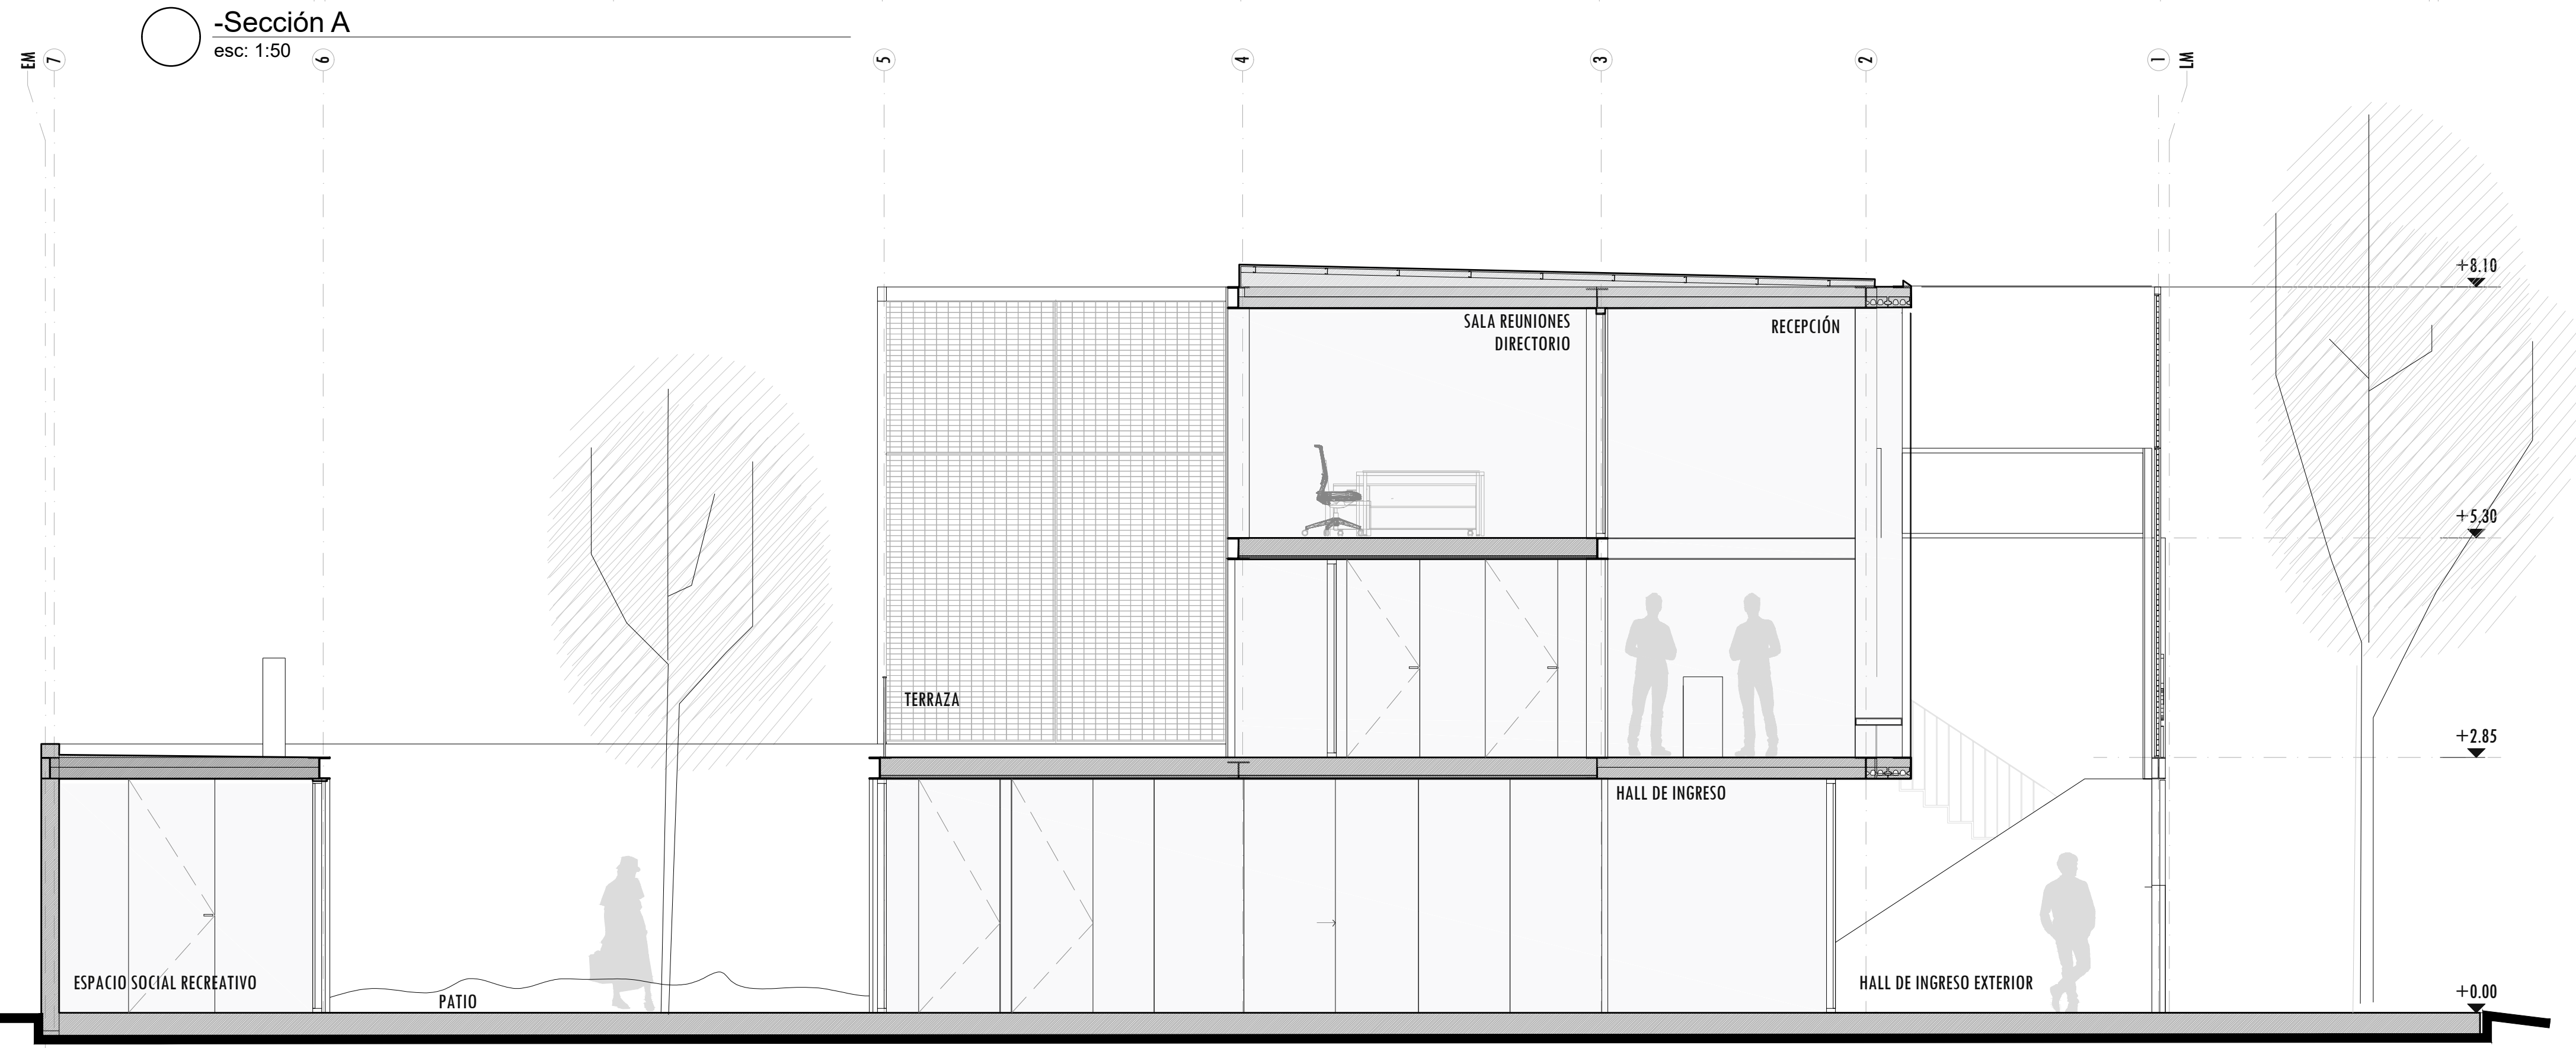 -Sección A
esc: 1:50
EM
7
6
5
4
3
2
1
LM
+8.10
SALA REUNIONES
DIRECTORIO
RECEPCIÓN
+5.30
TERRAZA
+2.85
HALL DE INGRESO
ESPACIO SOCIAL RECREATIVO
PATIO
HALL DE INGRESO EXTERIOR
+0.00